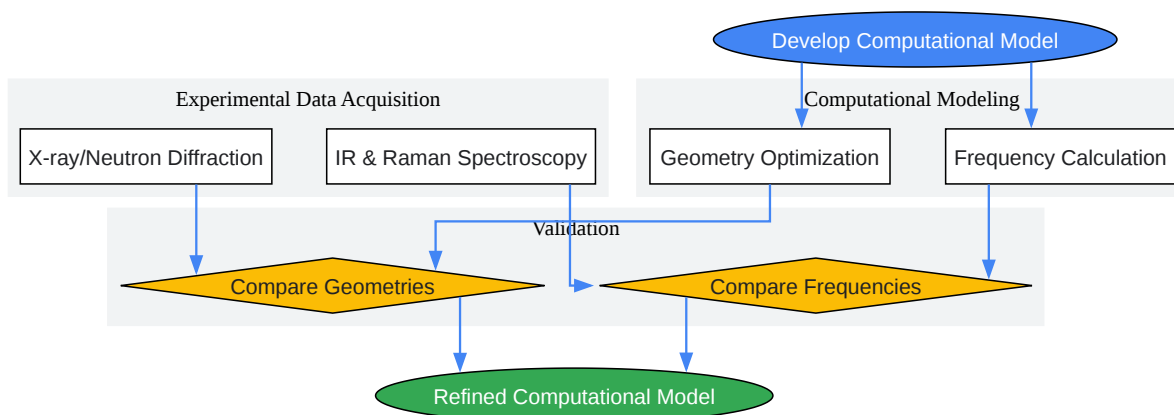 Develop Computational Model
Experimental Data Acquisition
Computational Modeling
X-ray/Neutron Diffraction
IR & Raman Spectroscopy
Geometry Optimization
Frequency Calculation
Validation
Compare Geometries
Compare Frequencies
Refined Computational Model